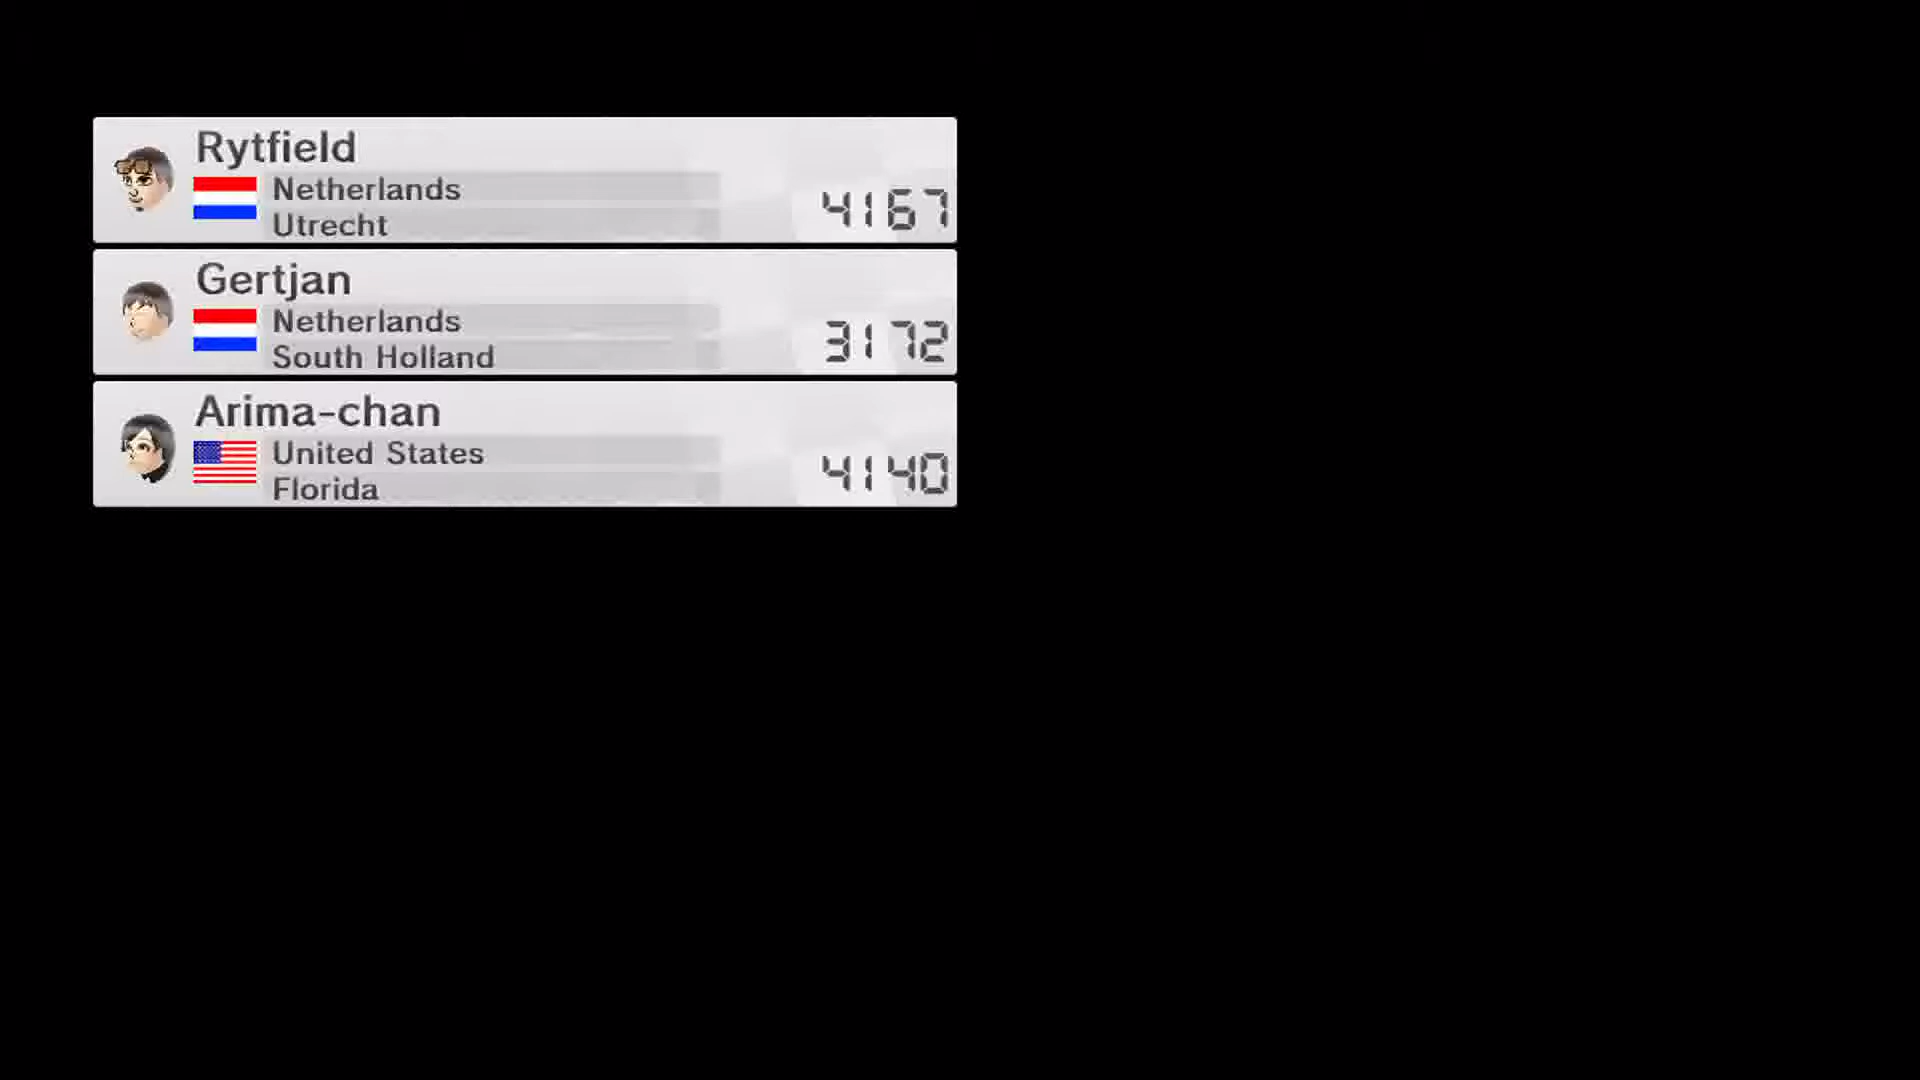 Rytfield
Netherlands
Utrecht
4167
Gertjan
Netherlands
South Holland
3172
Arima-chan
United States
Florida
4140